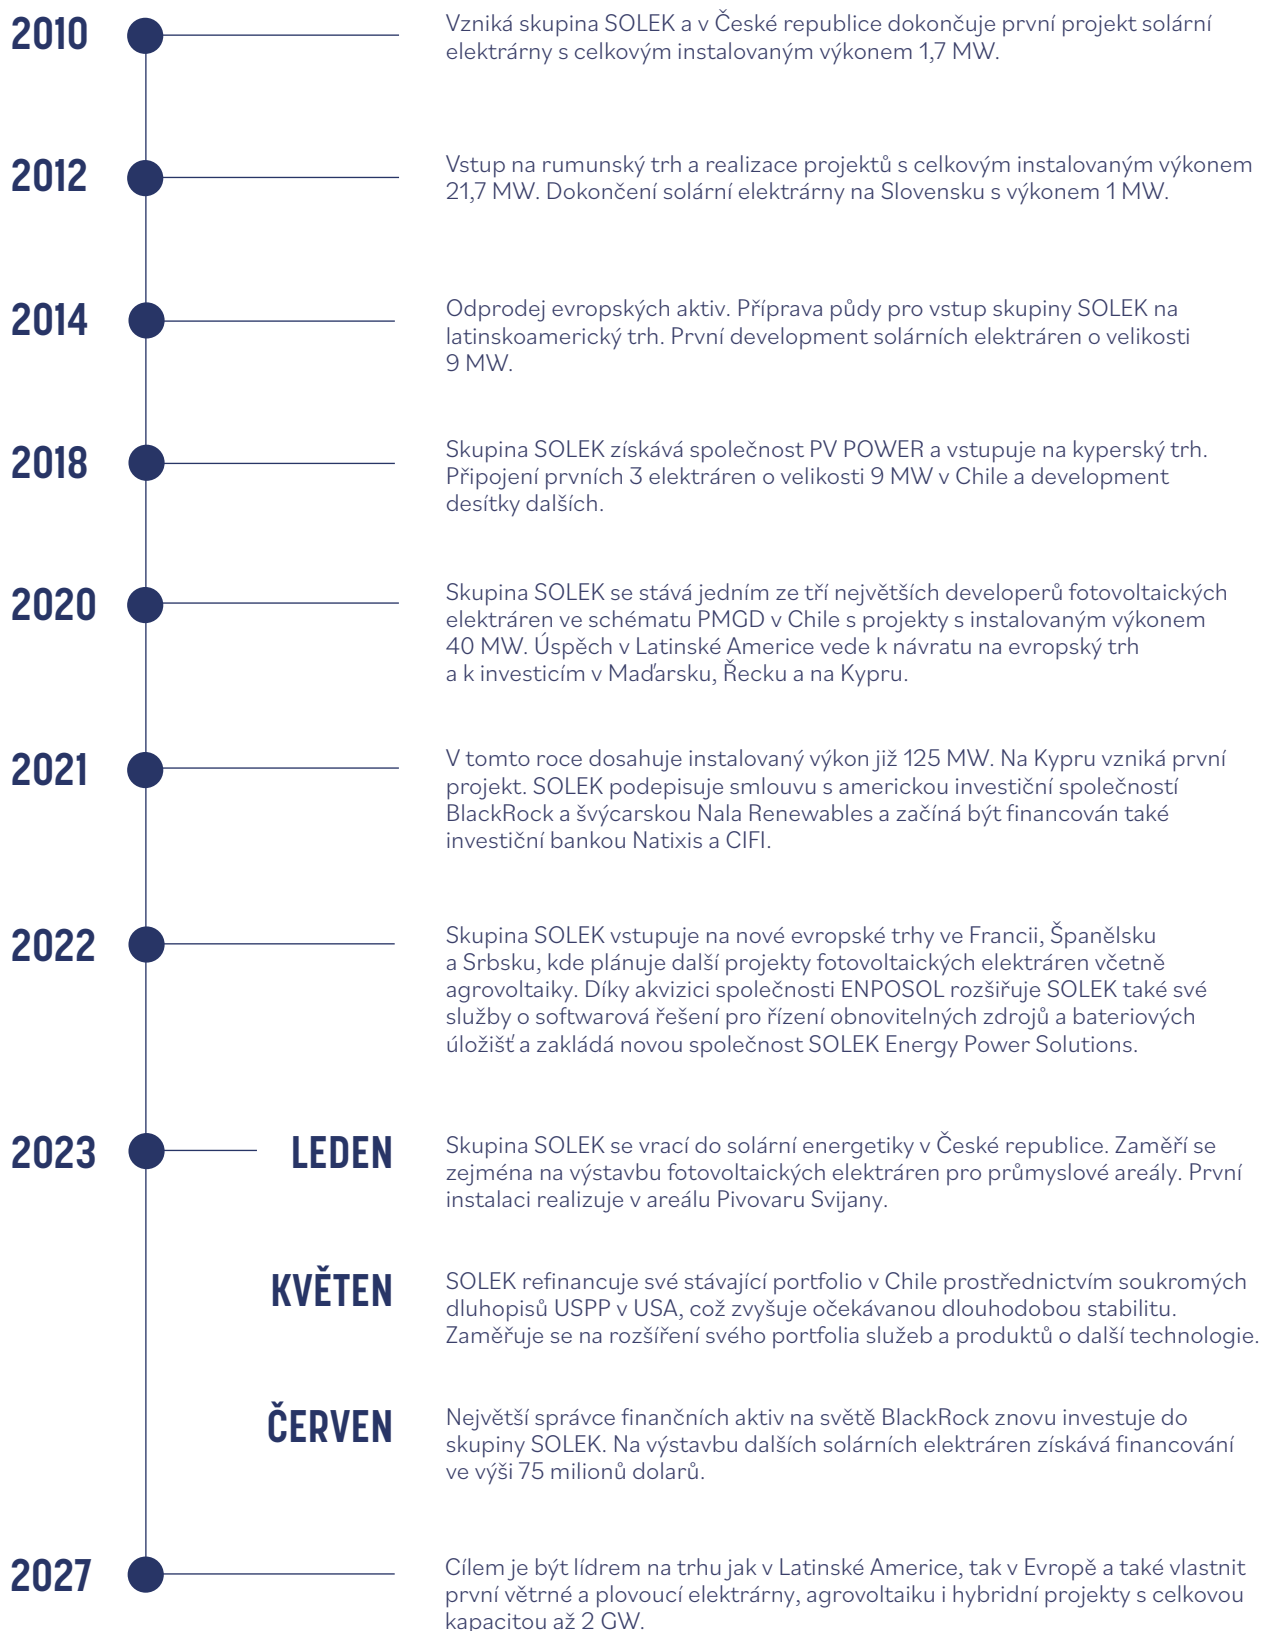 2010
Vzniká skupina SOLEK a v České republice dokončuje první projekt solární
elektrárny s celkovým instalovaným výkonem 1,7 MW.
2012
Vstup na rumunský trh a realizace projektů s celkovým instalovaným výkonem
21,7 MW. Dokončení solární elektrárny na Slovensku s výkonem 1 MW.
2014
Odprodej evropských aktiv. Příprava půdy pro vstup skupiny SOLEK na
latinskoamerický trh. První development solárních elektráren o velikosti
9 MW.
2018
Skupina SOLEK získává společnost PV POWER a vstupuje na kyperský trh.
Připojení prvních 3 elektráren o velikosti 9 MW v Chile a development
desítky dalších.
2020
Skupina SOLEK se stává jedním ze tří největších developerů fotovoltaických
elektráren ve schématu PMGD v Chile s projekty s instalovaným výkonem
40 MW. Úspěch v Latinské Americe vede k návratu na evropský trh
a k investicím v Maďarsku, Řecku a na Kypru.
2021
V tomto roce dosahuje instalovaný výkon již 125 MW. Na Kypru vzniká první
projekt. SOLEK podepisuje smlouvu s americkou investiční společností
BlackRock a švýcarskou Nala Renewables a začíná být financován také
investiční bankou Natixis a CIFI.
2022
Skupina SOLEK vstupuje na nové evropské trhy ve Francii, Španělsku
a Srbsku, kde plánuje další projekty fotovoltaických elektráren včetně
agrovoltaiky. Díky akvizici společnosti ENPOSOL rozšiřuje SOLEK také své
služby o softwarová řešení pro řízení obnovitelných zdrojů a bateriových
úložišť a zakládá novou společnost SOLEK Energy Power Solutions.
2023
LEDEN
Skupina SOLEK se vrací do solární energetiky v České republice. Zaměří se
zejména na výstavbu fotovoltaických elektráren pro průmyslové areály. První
instalaci realizuje v areálu Pivovaru Svijany.
KVĚTEN
SOLEK refinancuje své stávající portfolio v Chile prostřednictvím soukromých
dluhopisů USPP v USA, což zvyšuje očekávanou dlouhodobou stabilitu.
Zaměřuje se na rozšíření svého portfolia služeb a produktů o další technologie.
ČERVEN
Největší správce finančních aktiv na světě BlackRock znovu investuje do
skupiny SOLEK. Na výstavbu dalších solárních elektráren získává financování
ve výši 75 milionů dolarů.
2027
Cílem je být lídrem na trhu jak v Latinské Americe, tak v Evropě a také vlastnit
první větrné a plovoucí elektrárny, agrovoltaiku i hybridní projekty s celkovou
kapacitou až 2 GW.